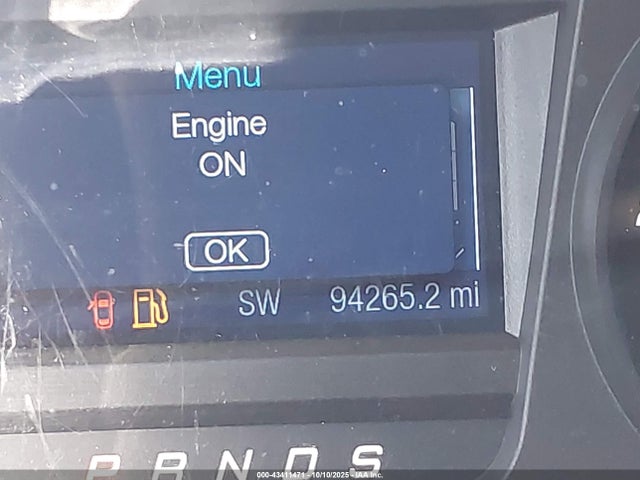 Menu
Engine
ON
OK
SW 94265.2 mi
P R N D S
000-43411471 - 10/10/2025 - IAA Inc.